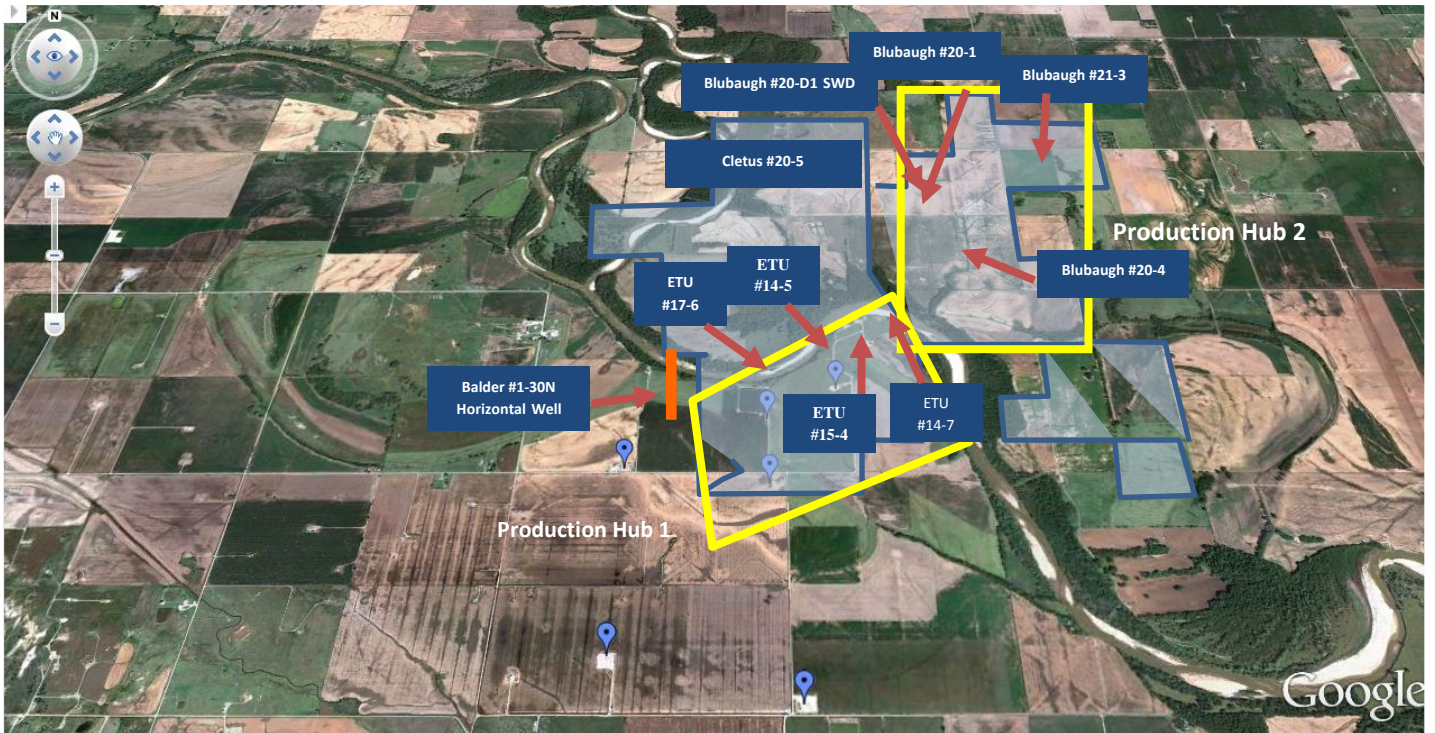 N
Blubaugh #20-1
Blubaugh #20-D1 SWD
Blubaugh #21-3
Cletus #20-5
Production Hub 2
Blubaugh #20-4
ETU
#14-5
ETU
#17-6
Balder #1-30N
Horizontal Well
ETU
#15-4
ETU
#14-7
Production Hub 1
Google